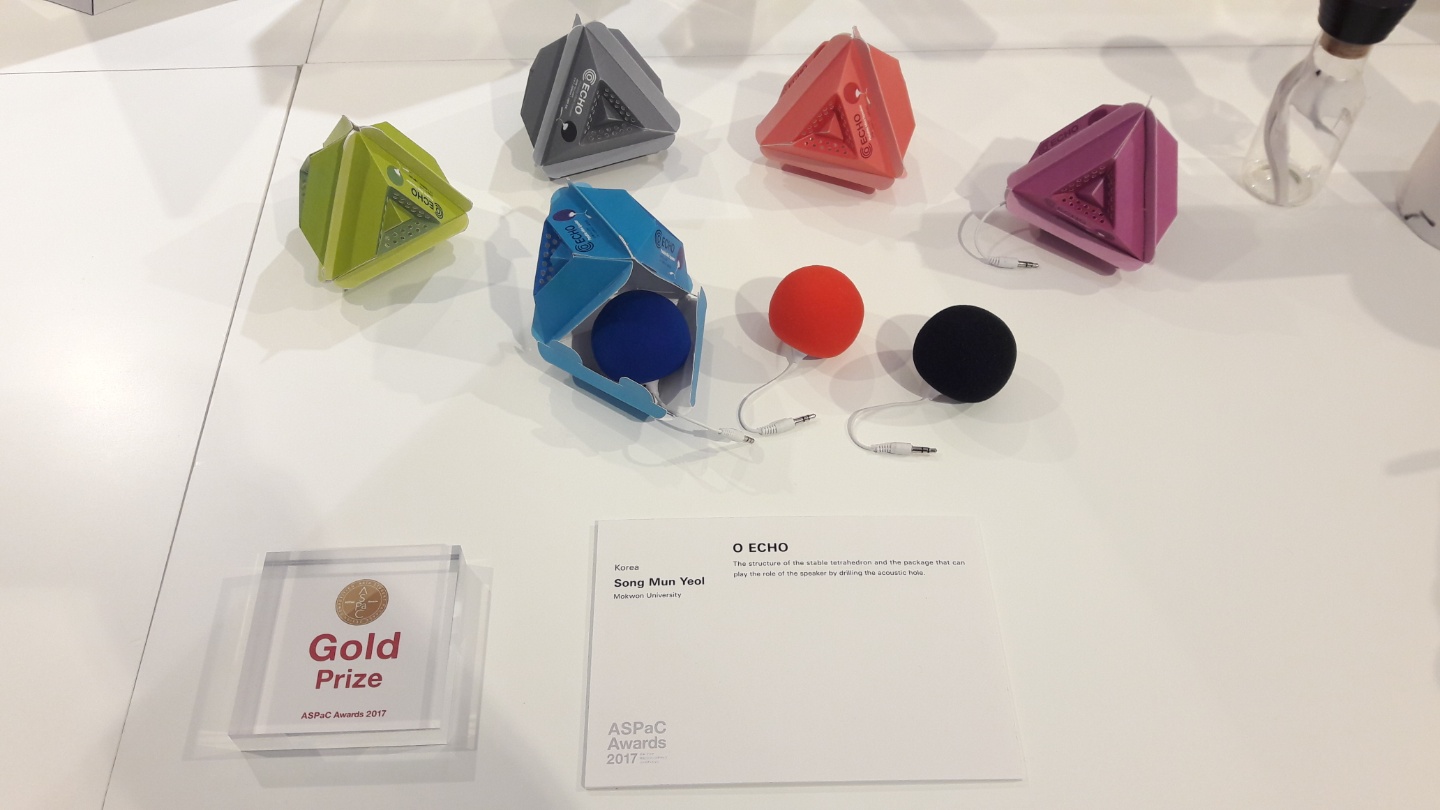 ECHO
ECHO
ECHO
ECHO
ECHO
ECHO
Gold
Prize
ASPaC Awards 2017
Korea
Song Mun Yeol
Mokwon University
O ECHO
The structure of the stable tetrahedron and the package that can
play the role of the speaker by drilling the acoustic hole.
ASPaC
Awards
2017